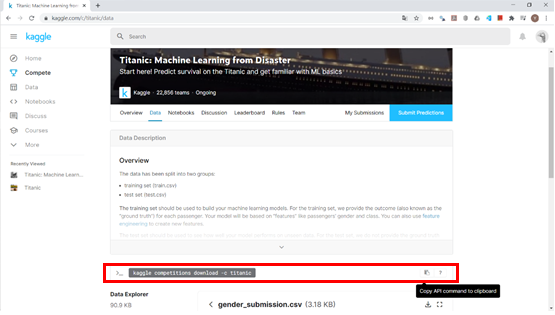 Titanic: Machine Learning from D
kaggle.com/c/titanic/data
kaggle
Search
Home
Compete
Data
Notebooks
Discuss
Courses
More
Recently Viewed
Titanic: Machine Learn...
Titanic
Titanic: Machine Learning from Disaster
Start here! Predict survival on the Titanic and get familiar with ML basics
Kaggle · 22,856 teams · Ongoing
Overview Data Notebooks Discussion Leaderboard Rules Team My Submissions Submit Predictions
Data Description
Overview
The data has been split into two groups:
• training set (train.csv)
• test set (test.csv)
The training set should be used to build your machine learning models. For the training set, we provide the outcome (also known as the
"ground truth") for each passenger. Your model will be based on "features" like passengers' gender and class. You can also use feature
engineering to create new features.
>_ kaggle competitions download -c titanic ?
Copy API command to clipboard
Data Explorer
90.9 KB
< gender_submission.csv (3.18 KB)